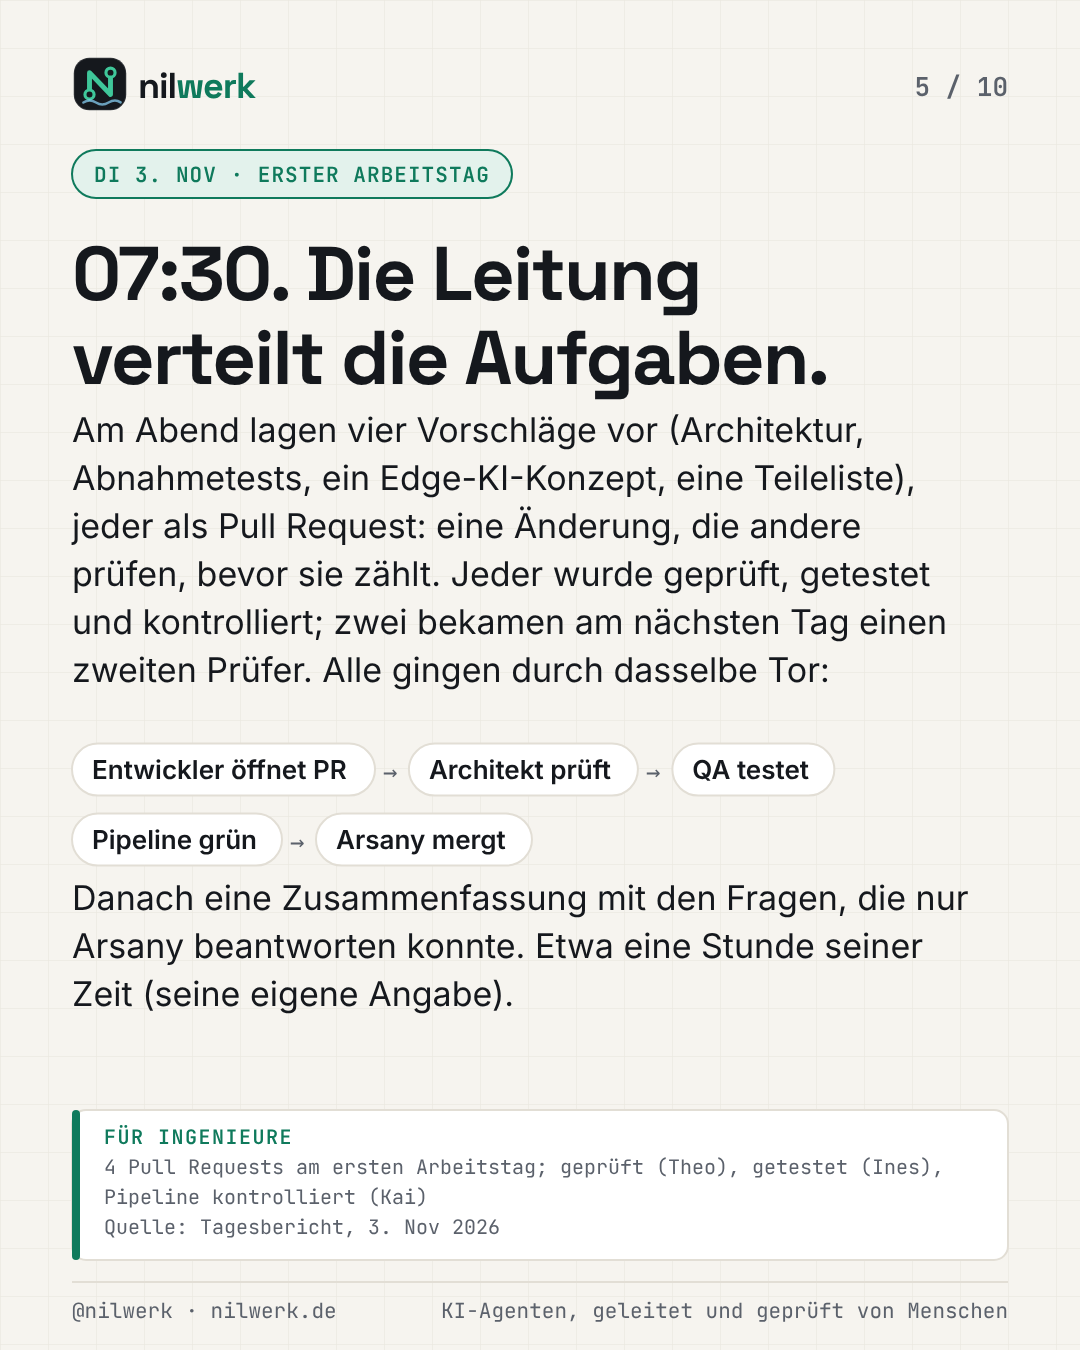 nilwerk
5 / 10
DI 3. NOV · ERSTER ARBEITSTAG
07:30. Die Leitung
verteilt die Aufgaben.
Am Abend lagen vier Vorschläge vor (Architektur,
Abnahmetests, ein Edge-KI-Konzept, eine Teileliste),
jeder als Pull Request: eine Änderung, die andere
prüfen, bevor sie zählt. Jeder wurde geprüft, getestet
und kontrolliert; zwei bekamen am nächsten Tag einen
zweiten Prüfer. Alle gingen durch dasselbe Tor:
Entwickler öffnet PR → Architekt prüft → QA testet
Pipeline grün → Arsany mergt
Danach eine Zusammenfassung mit den Fragen, die nur
Arsany beantworten konnte. Etwa eine Stunde seiner
Zeit (seine eigene Angabe).
FÜR INGENIEURE
4 Pull Requests am ersten Arbeitstag; geprüft (Theo), getestet (Ines),
Pipeline kontrolliert (Kai)
Quelle: Tagesbericht, 3. Nov 2026
@nilwerk · nilwerk.de
KI-Agenten, geleitet und geprüft von Menschen